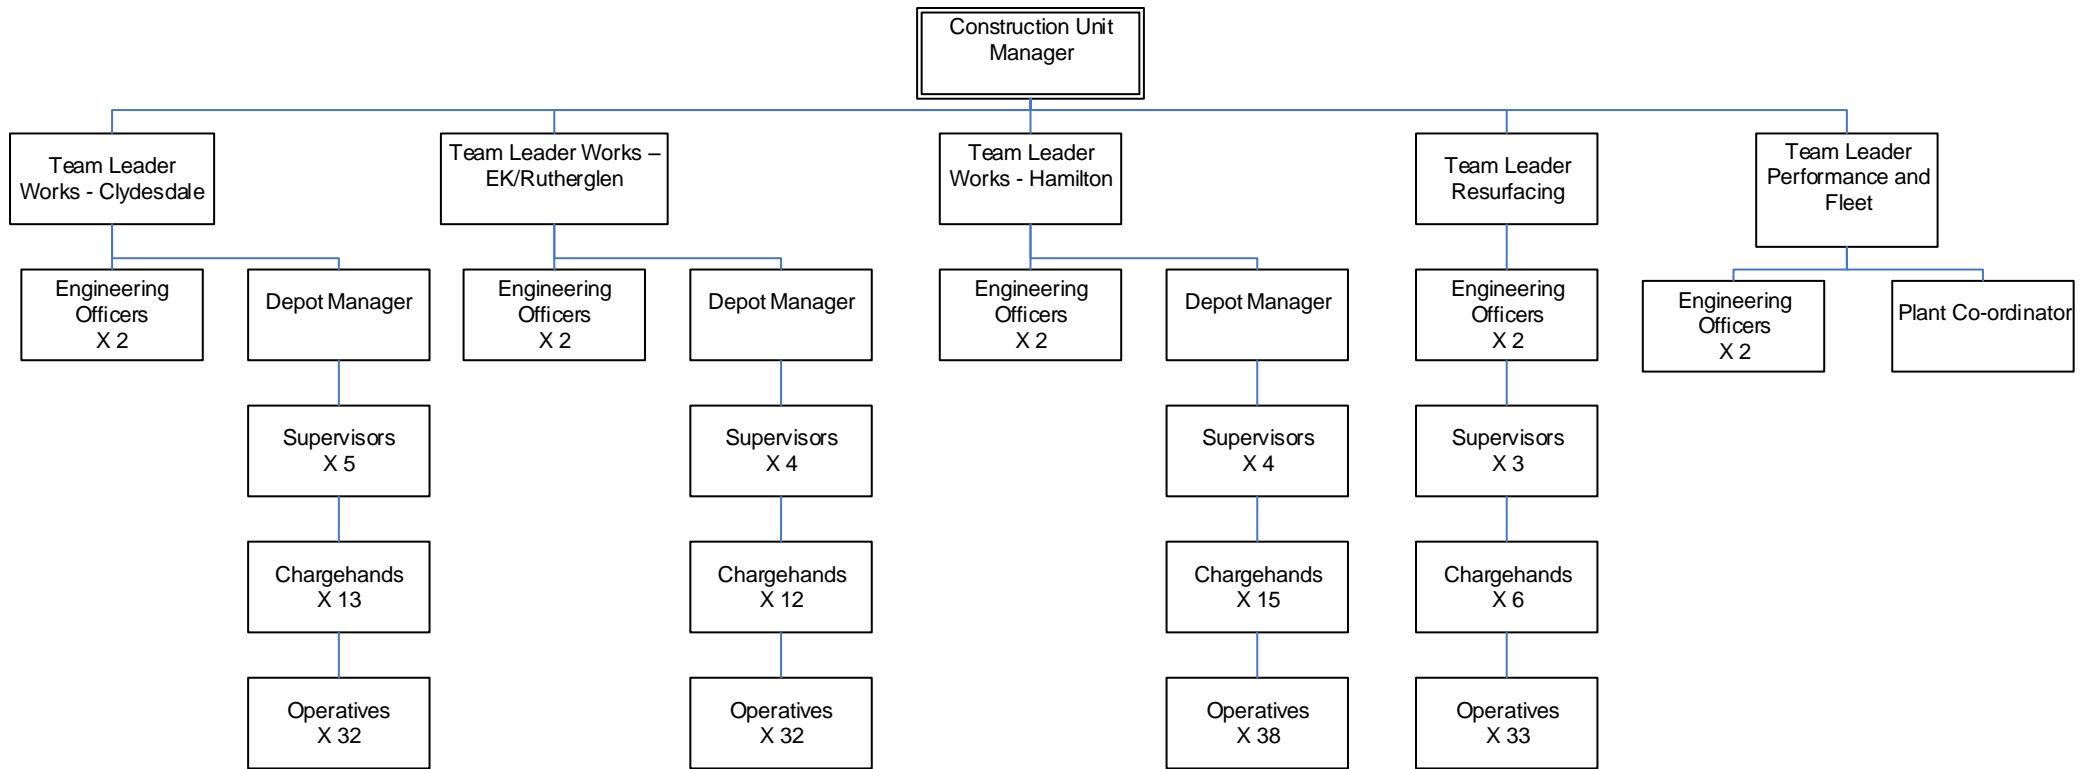 Construction Unit
Manager
Team Leader
Works - Clydesdale
Team Leader Works –
EK/Rutherglen
Team Leader
Works - Hamilton
Team Leader
Resurfacing
Team Leader
Performance and
Fleet
Engineering
Officers
X 2
Depot Manager
Engineering
Officers
X 2
Depot Manager
Engineering
Officers
X 2
Depot Manager
Engineering
Officers
X 2
Engineering
Officers
X 2
Plant Co-ordinator
Supervisors
X 5
Supervisors
X 4
Supervisors
X 4
Supervisors
X 3
Chargehands
X 13
Chargehands
X 12
Chargehands
X 15
Chargehands
X 6
Operatives
X 32
Operatives
X 32
Operatives
X 38
Operatives
X 33